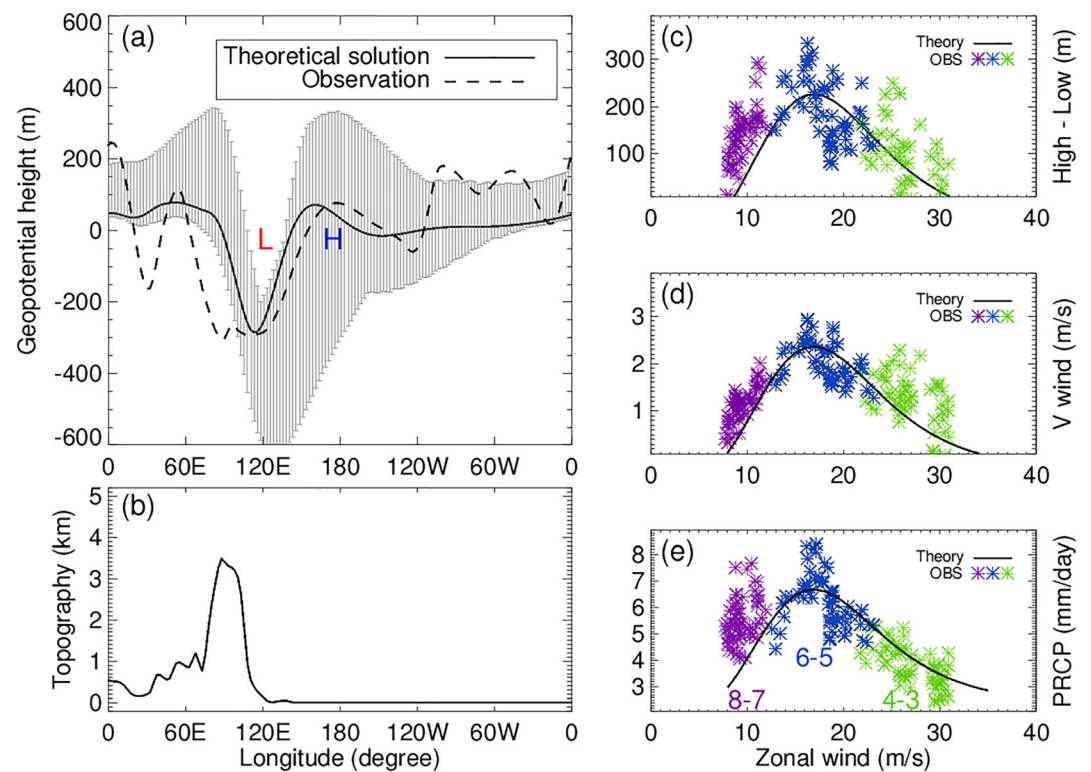 (a)
Theoretical solution
Observation
600
400
200
0
-200
-400
-600
Geopotential height (m)
L
H
0 60E 120E 180 120W 60W 0
(b)
5
4
3
2
1
0
Topography (km)
0 60E 120E 180 120W 60W 0
Longitude (degree)
(c)
Theory
OBS
300
200
100
High - Low (m)
0 10 20 30 40
(d)
Theory
OBS
3
2
1
V wind (m/s)
0 10 20 30 40
(e)
Theory
OBS
8
7
6
5
4
3
PRCP (mm/day)
6-5
8-7
4-3
0 10 20 30 40
Zonal wind (m/s)